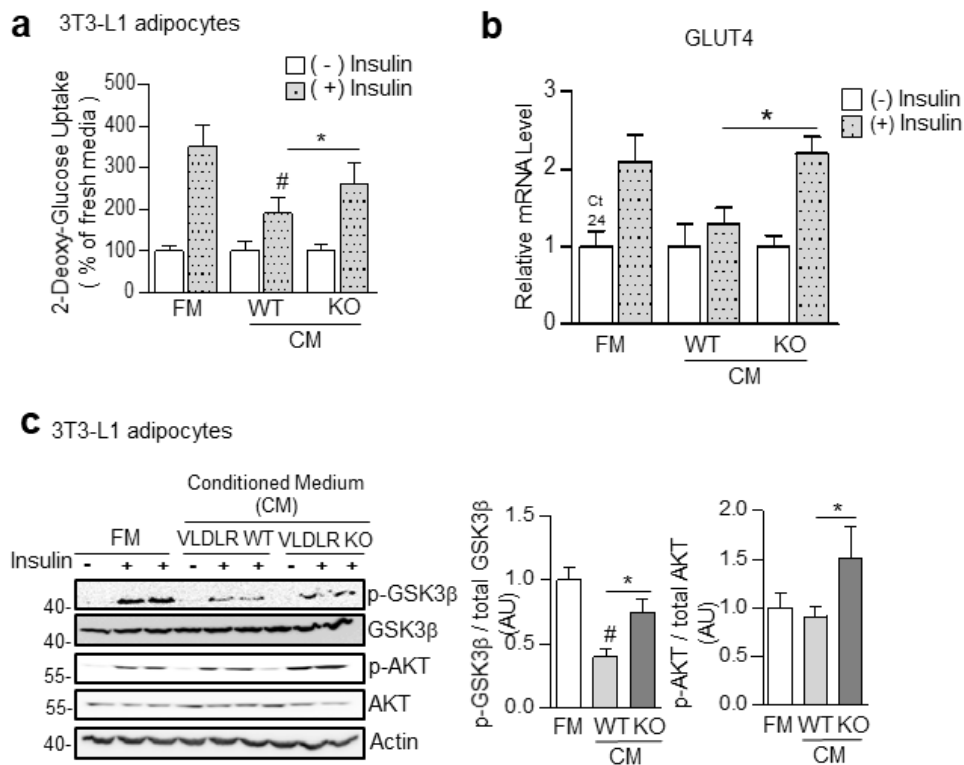 a 3T3-L1 adipocytes
(-) Insulin
(+) Insulin
2-Deoxy-Glucose Uptake
( % of fresh media )
500
400
300
200
100
0
#
*
FM WT KO
CM
b GLUT4
(-) Insulin
(+) Insulin
Relative mRNA Level
3
2
1
0
Ct
24
*
FM WT KO
CM
c 3T3-L1 adipocytes
Conditioned Medium
(CM)
FM VLDLR WT VLDLR KO
Insulin - + + - + + - + +
40- p-GSK3β
40- GSK3β
55- p-AKT
55- AKT
40- Actin
p-GSK3β / total GSK3β
(AU)
1.5
1.0
0.5
0.0
#
*
FM WT KO
CM
p-AKT / total AKT
(AU)
2.0
1.5
1.0
0.5
0.0
*
FM WT KO
CM